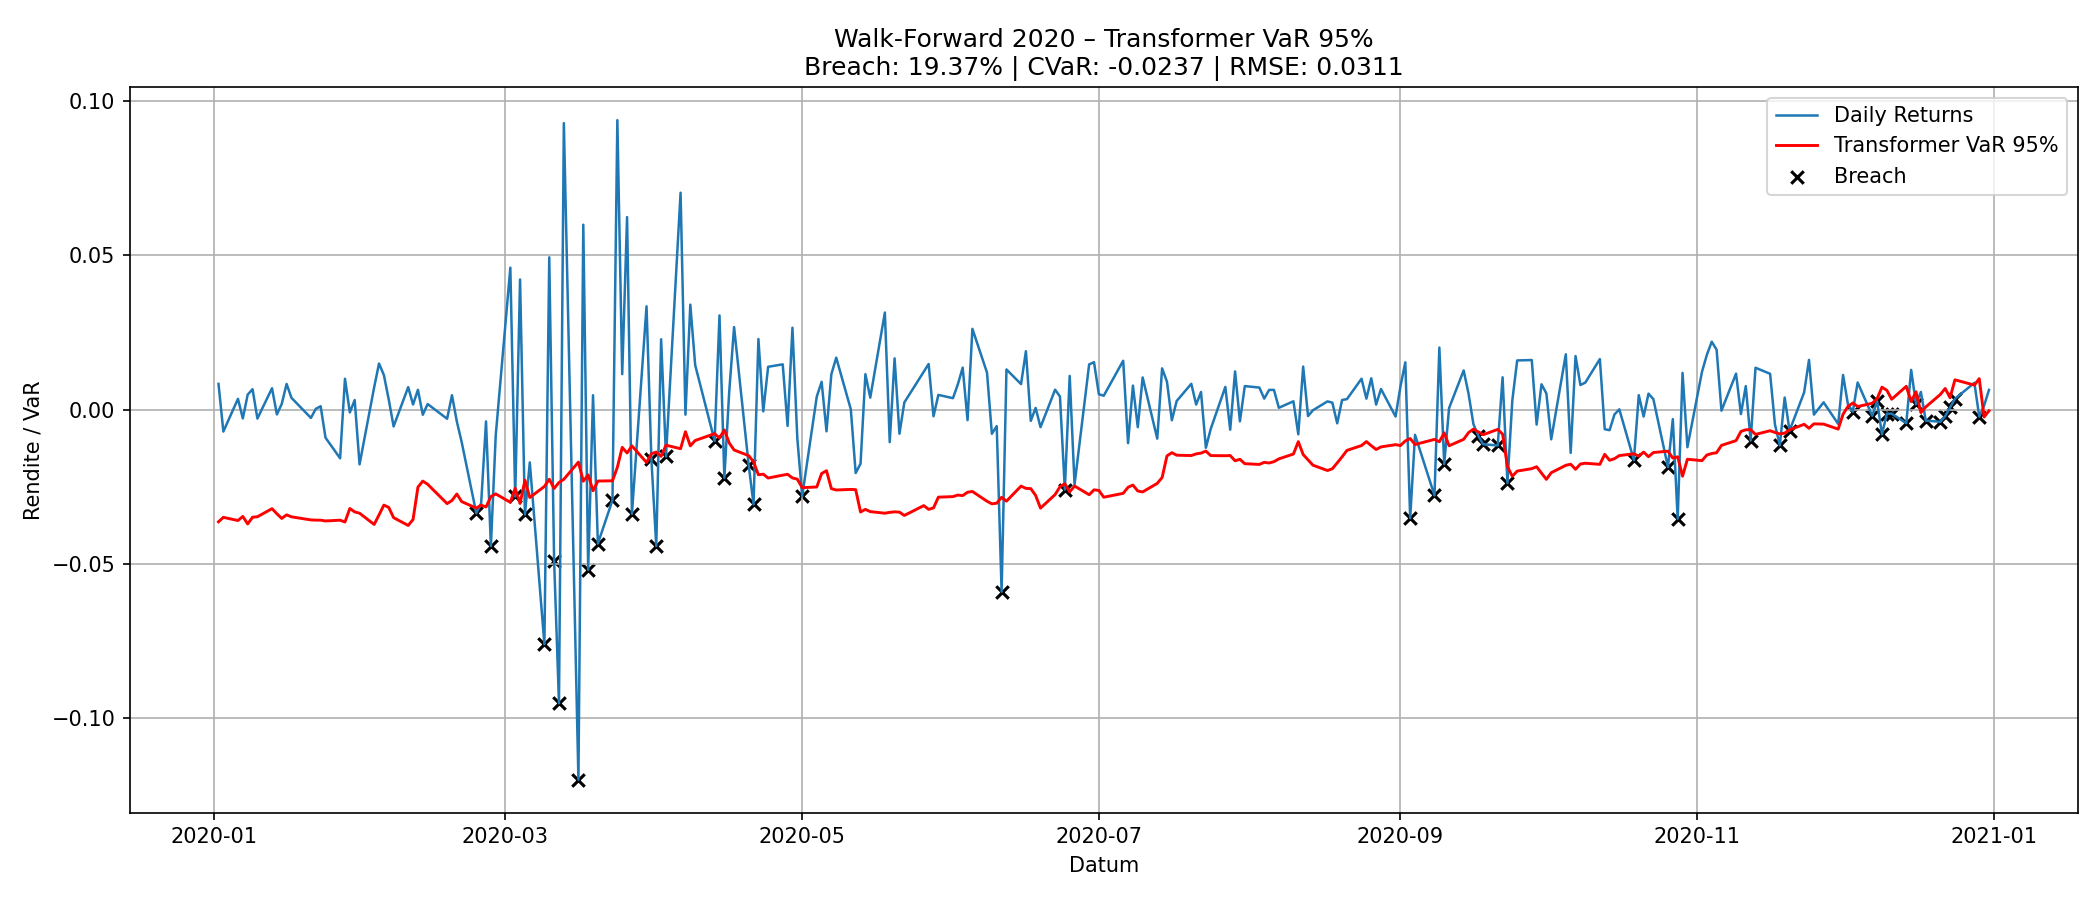 Walk-Forward 2020 – Transformer VaR 95%
Breach: 19.37% | CVaR: -0.0237 | RMSE: 0.0311
Daily Returns
Transformer VaR 95%
Breach
Rendite / VaR
0.10
0.05
0.00
−0.05
−0.10
2020-01
2020-03
2020-05
2020-07
2020-09
2020-11
2021-01
Datum